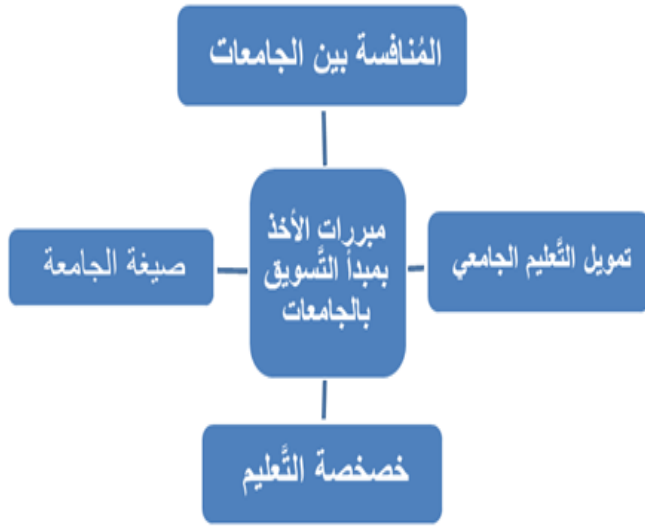 المُنافسة بين الجامعات
مبررات الأخذ
بمبدأ التَّسويق
بالجامعات
تمويل التَّعليم الجامعي
صيغة الجامعة
خصخصة التَّعليم